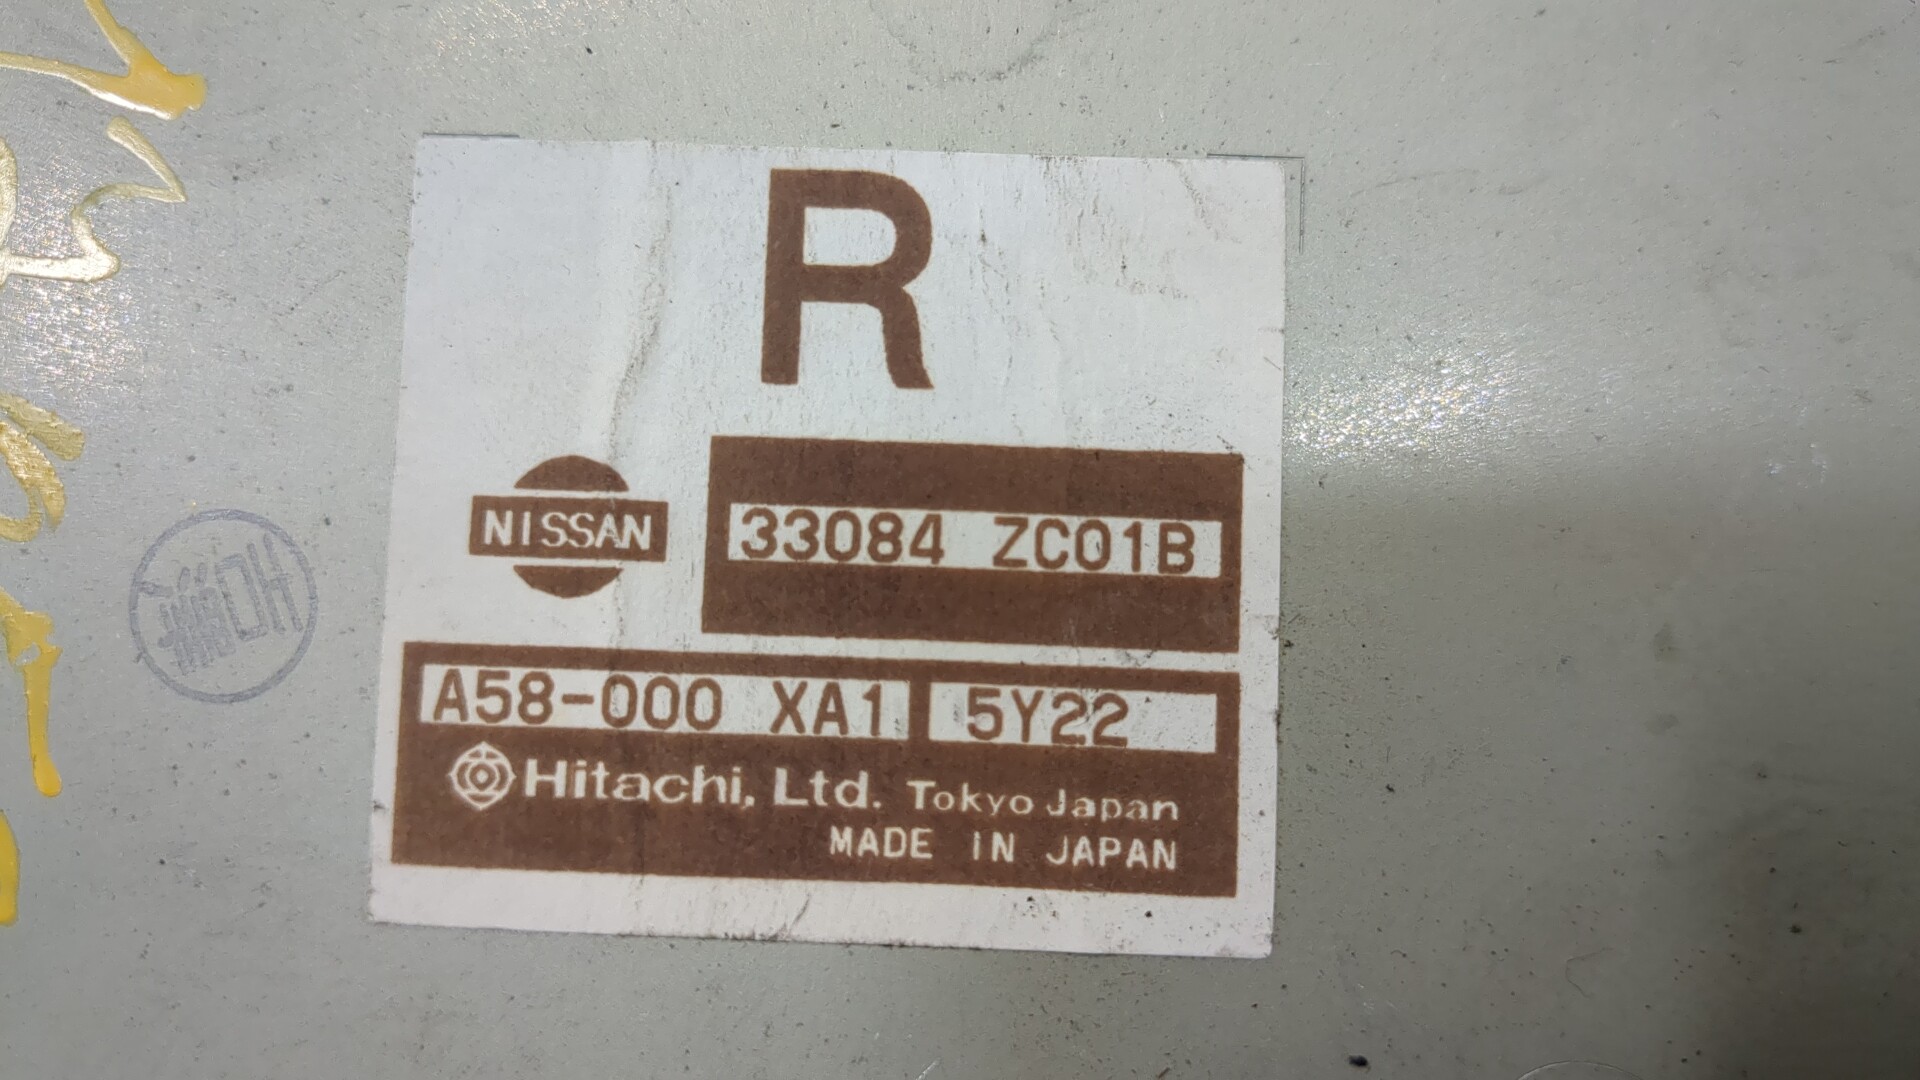 R
NISSAN
33084 ZC01B
A58-000 XA1 5Y22
Hitachi, Ltd. Tokyo Japan
MADE IN JAPAN